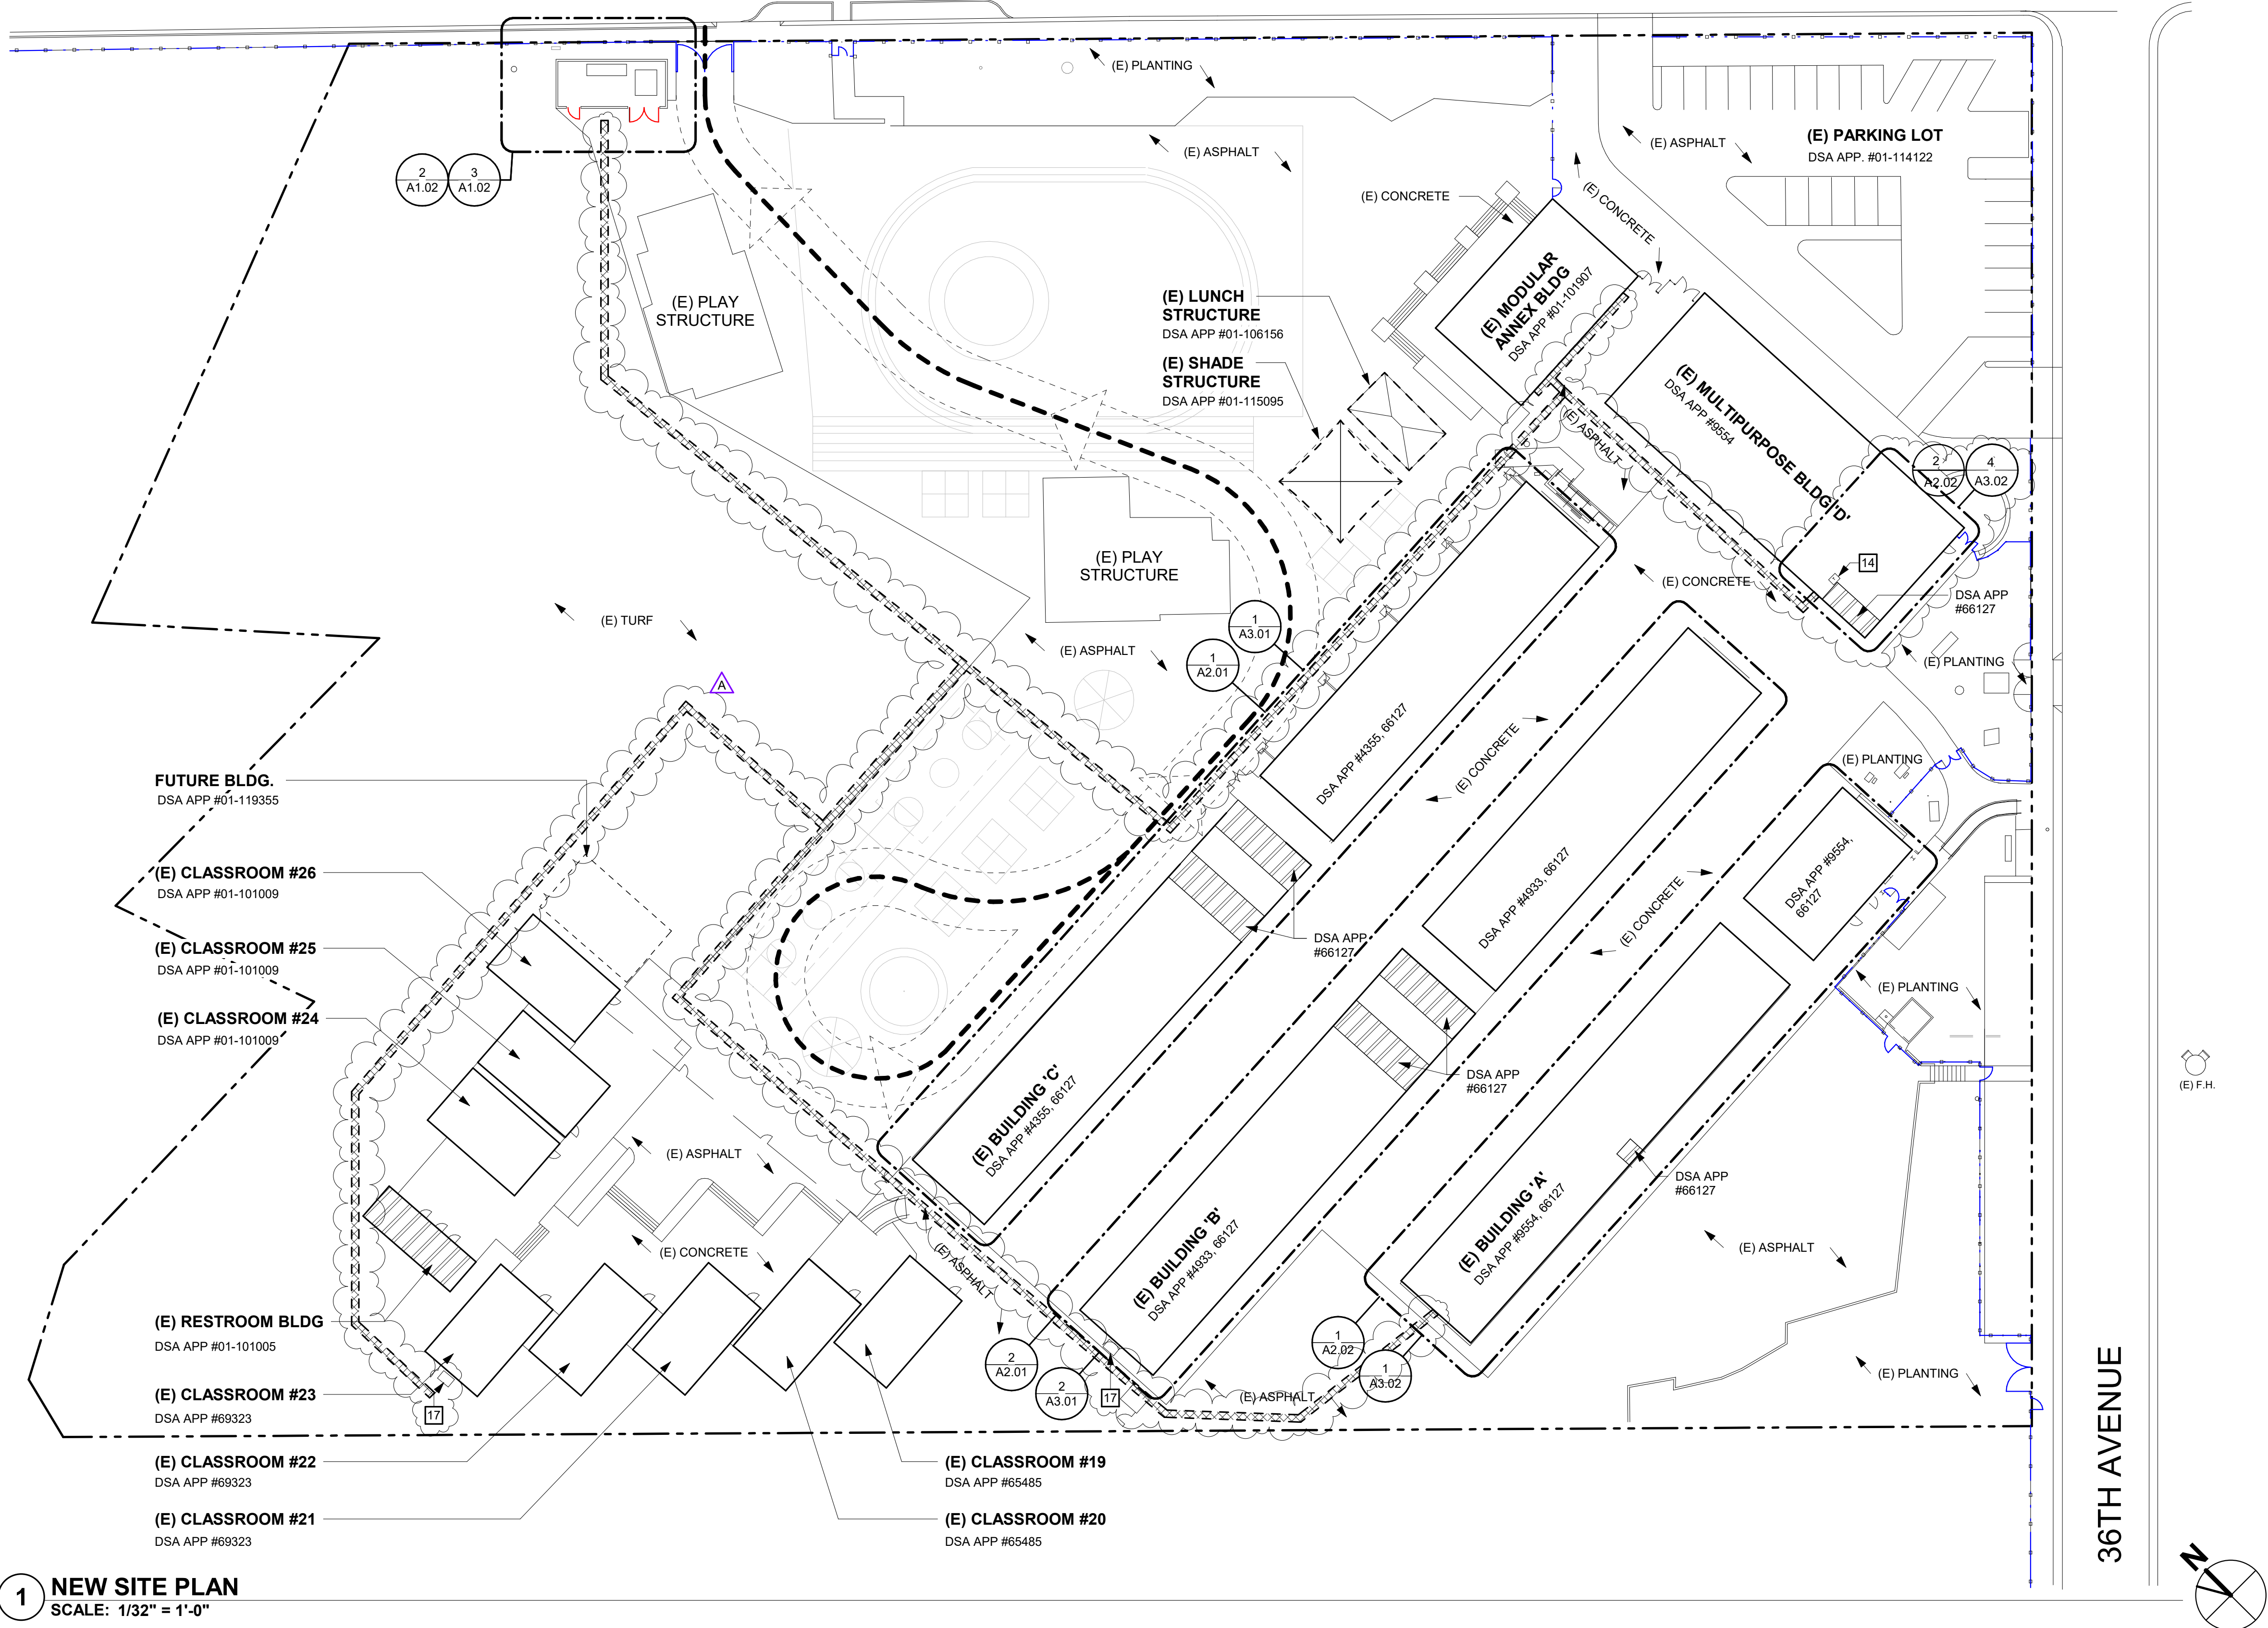 (E) PLANTING
(E) ASPHALT
(E) ASPHALT
(E) PARKING LOT
DSA APP. #01-114122
2
A1.02
3
A1.02
(E) CONCRETE
(E) CONCRETE
(E) PLAY
STRUCTURE
(E) LUNCH
STRUCTURE
DSA APP #01-106156
(E) SHADE
STRUCTURE
DSA APP #01-115095
(E) MODULAR
ANNEX BLDG
DSA APP #01-101907
(E) MULTIPURPOSE BLDG 'D'
DSA APP #9554
(E) ASPHALT
2
A2.02
4
A3.02
14
DSA APP
#66127
(E) PLAY
STRUCTURE
(E) CONCRETE
(E) TURF
(E) ASPHALT
1
A3.01
1
A2.01
(E) PLANTING
A
DSA APP #4355, 66127
(E) CONCRETE
(E) PLANTING
FUTURE BLDG.
DSA APP #01-119355
(E) CLASSROOM #26
DSA APP #01-101009
(E) CLASSROOM #25
DSA APP #01-101009
(E) CLASSROOM #24
DSA APP #01-101009
DSA APP
#66127
DSA APP #4933, 66127
(E) CONCRETE
DSA APP #9554,
66127
(E) PLANTING
DSA APP
#66127
(E) F.H.
(E) BUILDING 'C'
DSA APP #4355, 66127
(E) ASPHALT
(E) CONCRETE
(E) ASPHALT
(E) BUILDING 'B'
DSA APP #4933, 66127
(E) BUILDING 'A'
DSA APP #9554, 66127
DSA APP
#66127
(E) ASPHALT
(E) RESTROOM BLDG
DSA APP #01-101005
(E) CLASSROOM #23
DSA APP #69323
17
2
A2.01
2
A3.01
17
(E) ASPHALT
1
A2.02
1
A3.02
(E) PLANTING
(E) CLASSROOM #22
DSA APP #69323
(E) CLASSROOM #21
DSA APP #69323
(E) CLASSROOM #19
DSA APP #65485
(E) CLASSROOM #20
DSA APP #65485
36TH AVENUE
N
1
NEW SITE PLAN
SCALE: 1/32" = 1'-0"